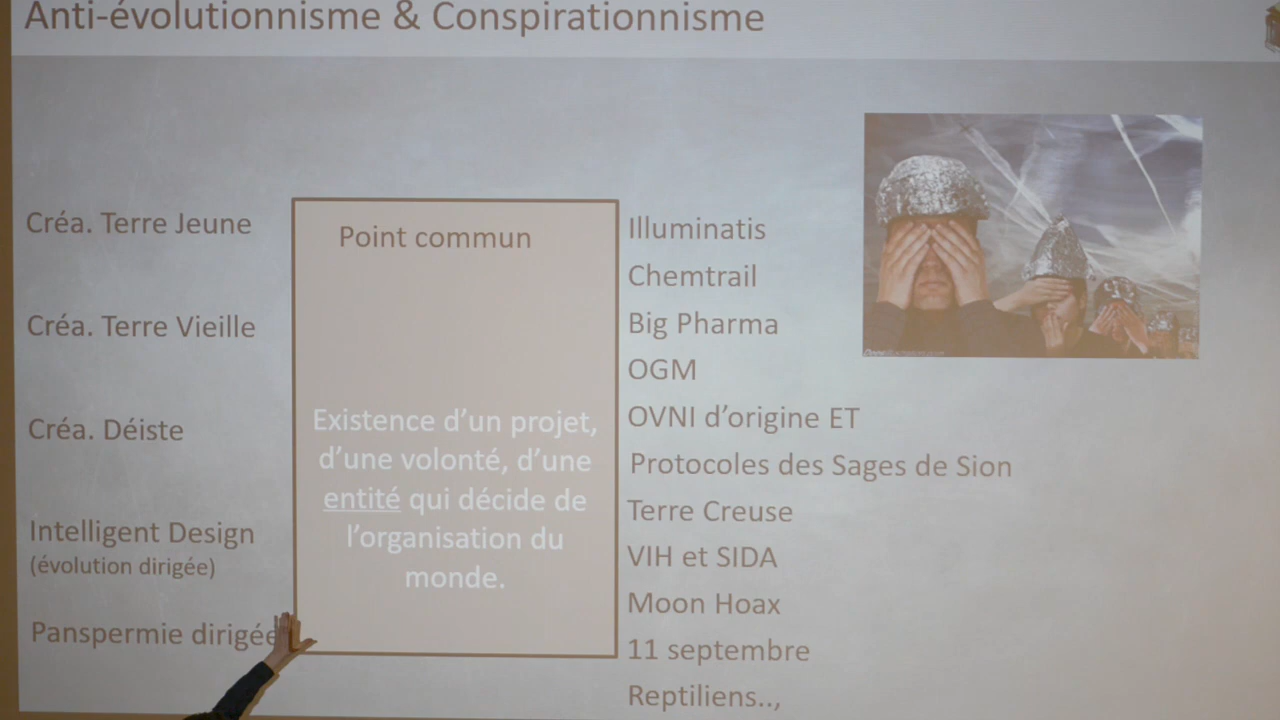 Anti-évolutionnisme & Conspirationnisme
Créa. Terre Jeune
Créa. Terre Vieille
Créa. Déiste
Intelligent Design
(évolution dirigée)
Panspermie dirigée
Point commun
Existence d’un projet,
d’une volonté, d’une
entité qui décide de
l’organisation du
monde.
Illuminatis
Chemtrail
Big Pharma
OGM
OVNI d’origine ET
Protocoles des Sages de Sion
Terre Creuse
VIH et SIDA
Moon Hoax
11 septembre
Reptiliens..,